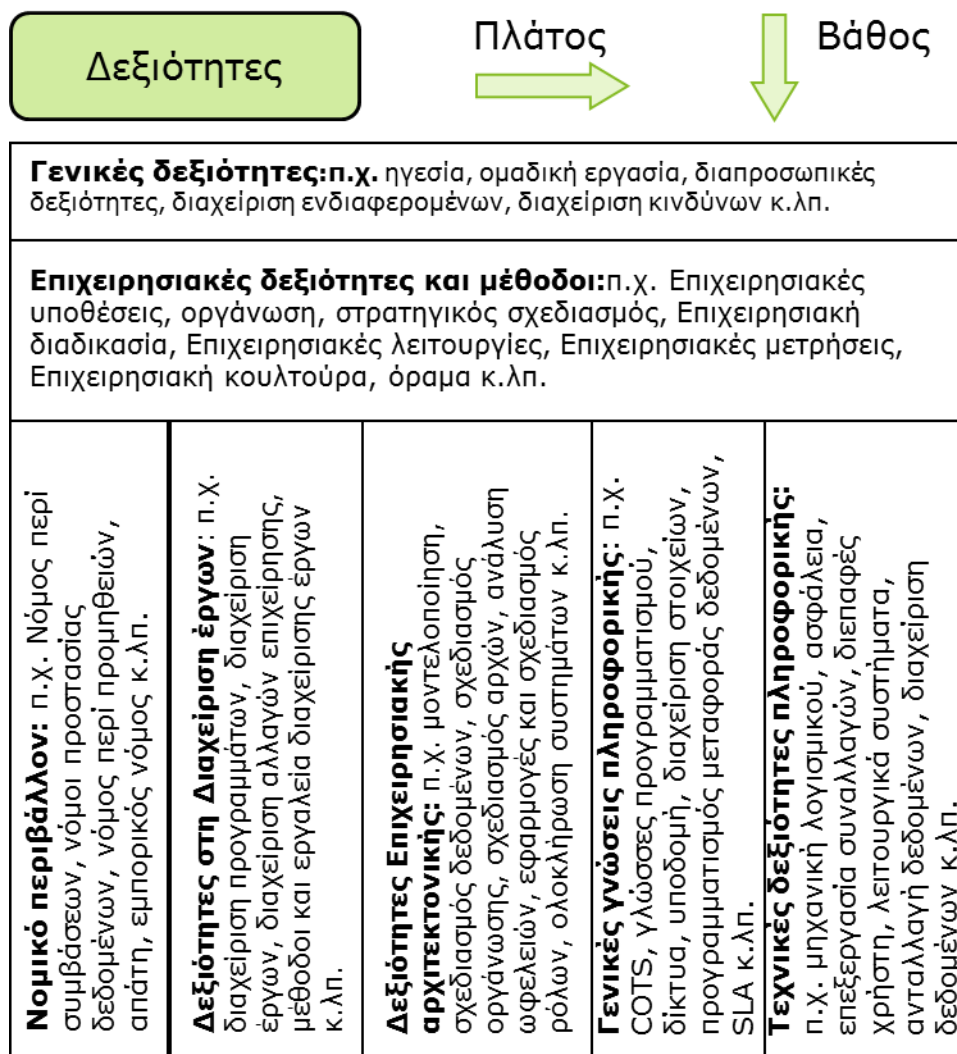 Δεξιότητες
Πλάτος
Βάθος
Γενικές δεξιότητες:π.χ. ηγεσία, ομαδική εργασία, διαπροσωπικές
δεξιότητες, διαχείριση ενδιαφερομένων, διαχείριση κινδύνων κ.λπ.
Επιχειρησιακές δεξιότητες και μέθοδοι:π.χ. Επιχειρησιακές
υποθέσεις, οργάνωση, στρατηγικός σχεδιασμός, Επιχειρησιακή
διαδικασία, Επιχειρησιακές λειτουργίες, Επιχειρησιακές μετρήσεις,
Επιχειρησιακή κουλτούρα, όραμα κ.λπ.
Νομικό περιβάλλον: π.χ. Νόμος περί
συμβάσεων, νόμοι προστασίας
δεδομένων, νόμος περί προμηθειών,
απάτη, εμπορικός νόμος κ.λπ.
Δεξιότητες στη Διαχείριση έργων: π.χ.
διαχείριση προγραμμάτων, διαχείριση
έργων, διαχείριση αλλαγών επιχείρησης,
μέθοδοι και εργαλεία διαχείρισης έργων
κ.λπ.
Δεξιότητες Επιχειρησιακής
αρχιτεκτονικής: π.χ. μοντελοποίηση,
σχεδιασμός δεδομένων, σχεδιασμός
οργάνωσης, σχεδιασμός αρχών, ανάλυση
ωφελειών, εφαρμογές και σχεδιασμός
ρόλων, ολοκλήρωση συστημάτων κ.λπ.
Γενικές γνώσεις πληροφορικής: π.χ.
COTS, γλώσσες προγραμματισμού,
δίκτυα, υποδομή, διαχείριση στοιχείων,
προγραμματισμός μεταφοράς δεδομένων,
SLA κ.λπ.
Τεχνικές δεξιότητες πληροφορικής:
π.χ. μηχανική λογισμικού, ασφάλεια,
επεξεργασία συναλλαγών, διεπαφές
χρήστη, λειτουργικά συστήματα,
ανταλλαγή δεδομένων, διαχείριση
δεδομένων κ.λπ.